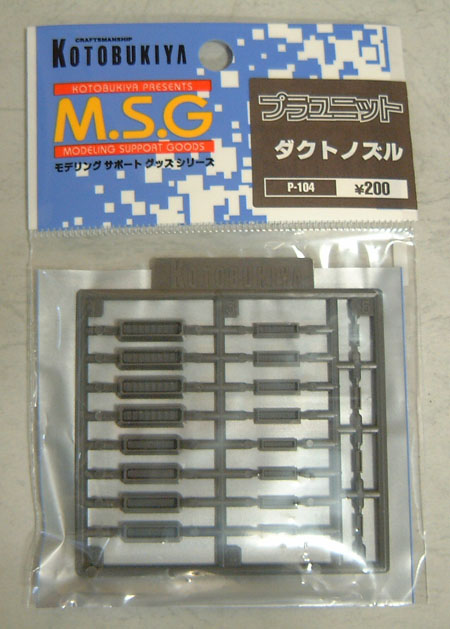 CRAFTSMANSHIP
KOTOBUKIYA
KOTOBUKIYA PRESENTS
M.S.G
MODELING SUPPORT GOODS
モデリング サポート グッズ シリーズ
プラユニット
ダクトノズル
P-104
¥200
KOTOBUKIYA